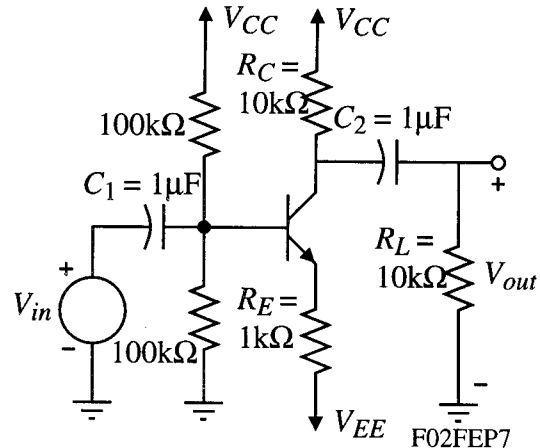 V_CC
V_CC
R_C =
10kΩ
100kΩ
C_2 = 1µF
C_1 = 1µF
+
R_L =
10kΩ
V_out
+
V_in
-
R_E =
1kΩ
100kΩ
-
V_EE
F02FEP7